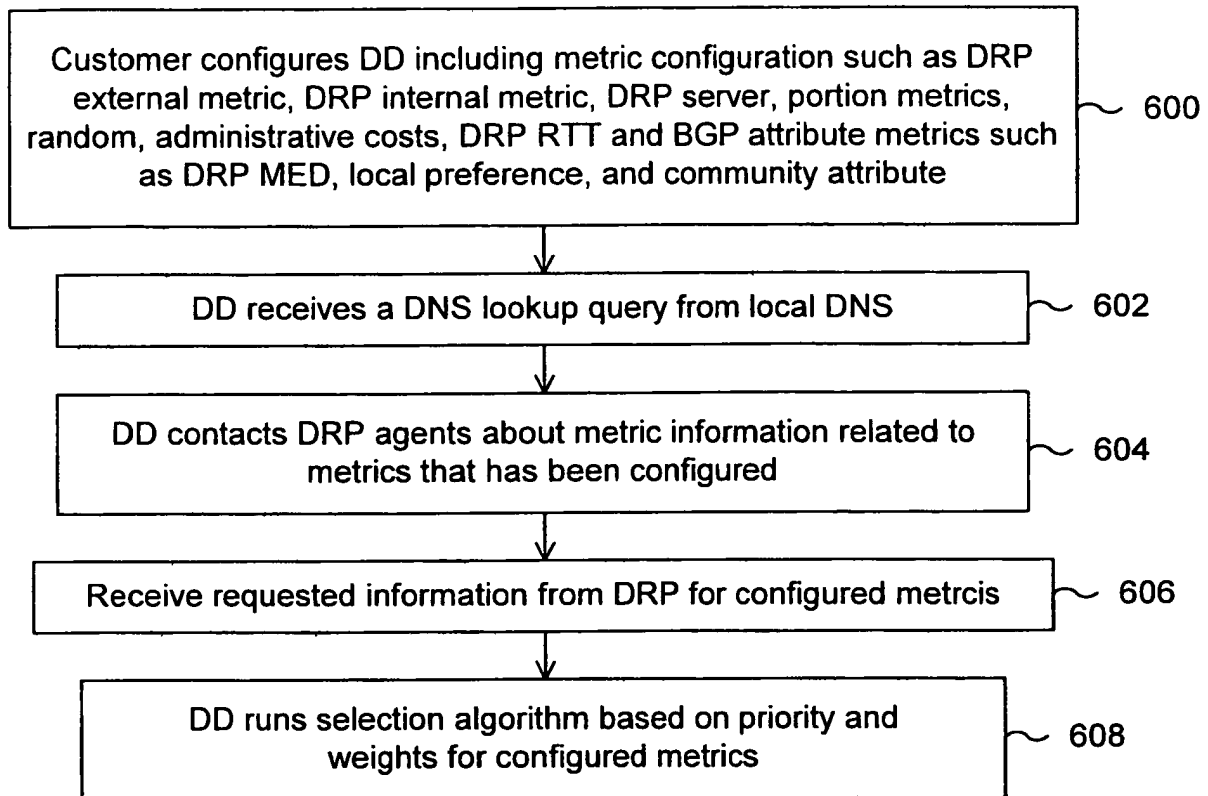 Customer configures DD including metric configuration such as DRP
external metric, DRP internal metric, DRP server, portion metrics,
random, administrative costs, DRP RTT and BGP attribute metrics such
as DRP MED, local preference, and community attribute
600
DD receives a DNS lookup query from local DNS
602
DD contacts DRP agents about metric information related to
metrics that has been configured
604
Receive requested information from DRP for configured metrcis
606
DD runs selection algorithm based on priority and
weights for configured metrics
608